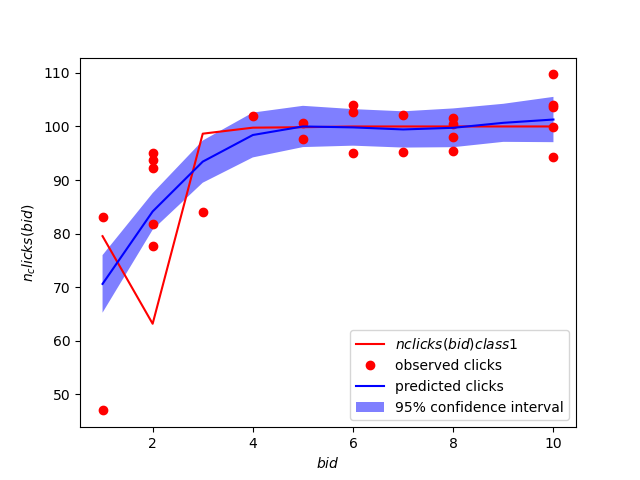 110
100
90
80
70
60
50
n_clicks(bid)
nclicks(bid)class1
observed clicks
predicted clicks
95% confidence interval
2 4 6 8 10
bid